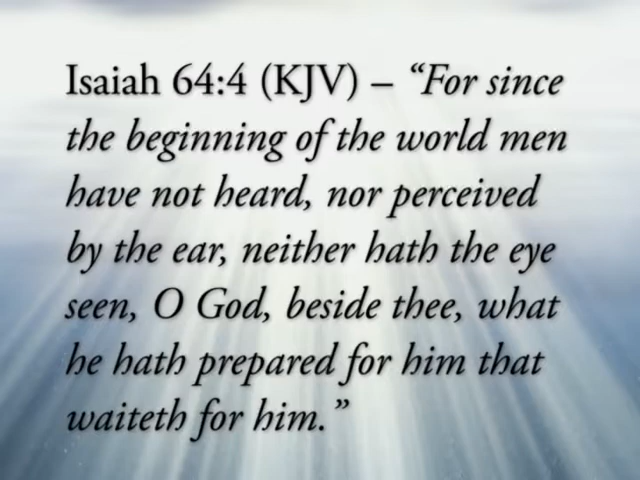 Isaiah 64:4 (KJV) – “For since
the beginning of the world men
have not heard, nor perceived
by the ear, neither hath the eye
seen, O God, beside thee, what
he hath prepared for him that
waiteth for him.”